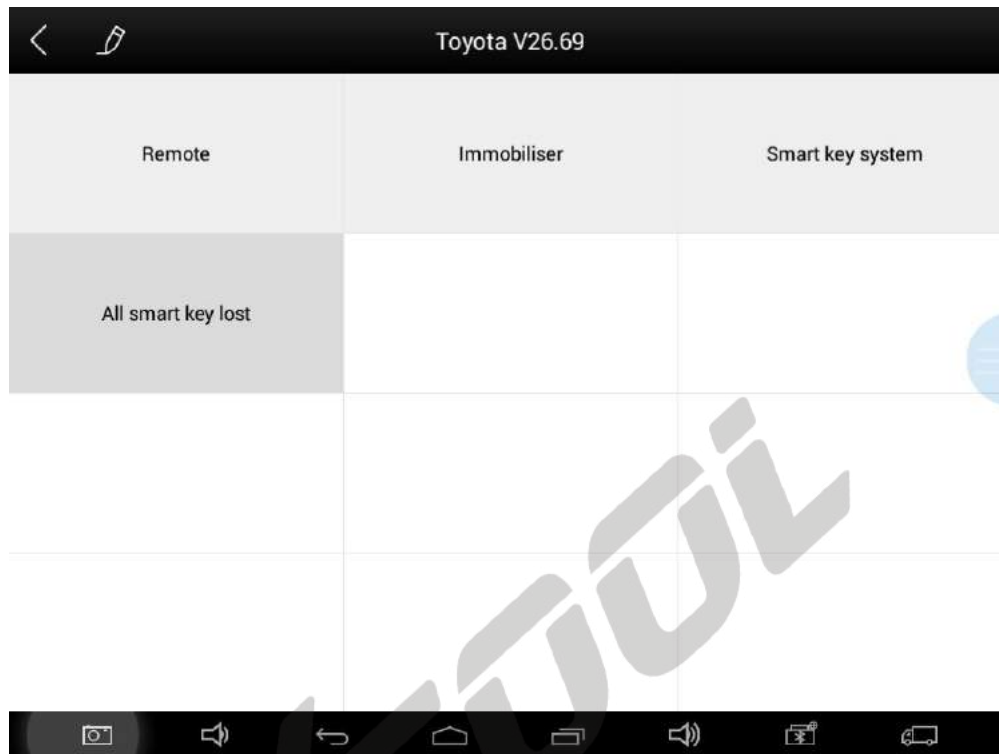 Toyota V26.69
Remote
Immobiliser
Smart key system
All smart key lost